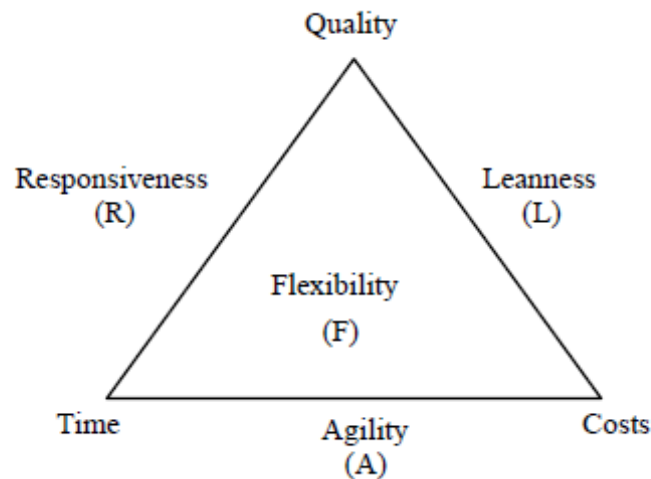 Quality
Responsiveness
(R)
Leanness
(L)
Flexibility
(F)
Time
Agility
(A)
Costs